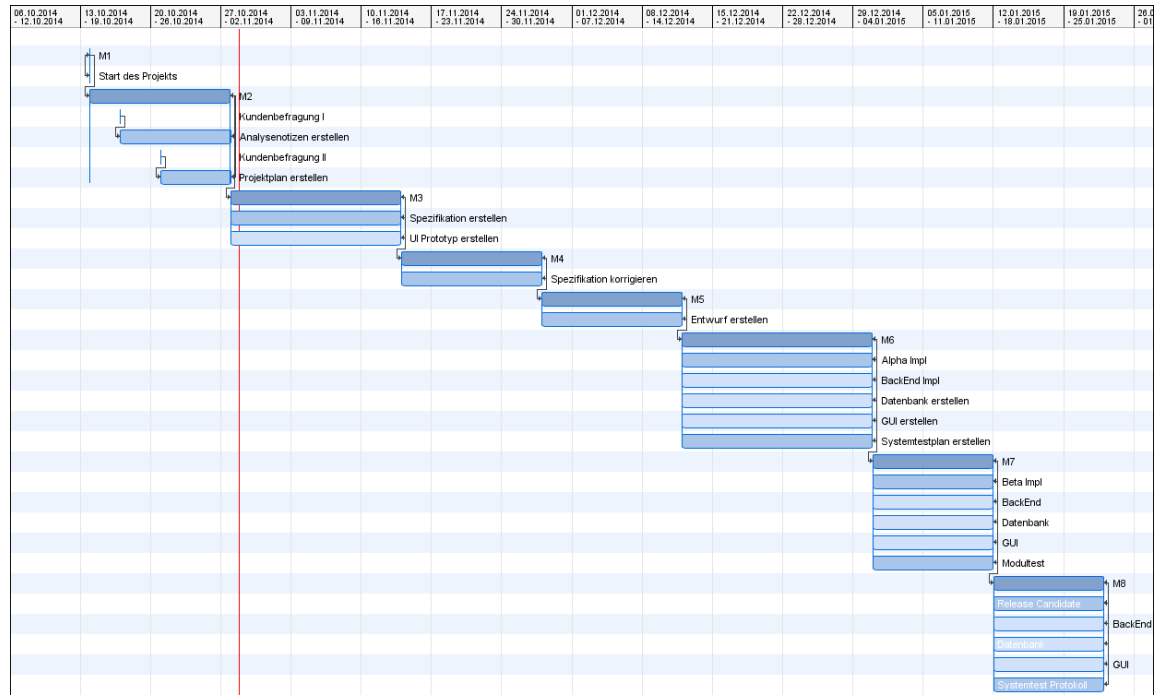 06.10.2014 13.10.2014 20.10.2014 27.10.2014 03.11.2014 10.11.2014 17.11.2014 24.11.2014 01.12.2014 08.12.2014 15.12.2014 22.12.2014 29.12.2014 05.01.2015 12.01.2015 19.01.2015 26.0
- 12.10.2014 - 19.10.2014 - 26.10.2014 - 02.11.2014 - 09.11.2014 - 16.11.2014 - 23.11.2014 - 30.11.2014 - 07.12.2014 - 14.12.2014 - 21.12.2014 - 28.12.2014 - 04.01.2015 - 11.01.2015 - 18.01.2015 - 25.01.2015 - 01
M1
Start des Projekts
M2
Kundenbefragung I
Analysenotizen erstellen
Kundenbefragung II
Projektplan erstellen
M3
Spezifikation erstellen
UI Prototyp erstellen
M4
Spezifikation korrigieren
M5
Entwurf erstellen
M6
Alpha Impl
BackEnd Impl
Datenbank erstellen
GUI erstellen
Systemtestplan erstellen
M7
Beta Impl
BackEnd
Datenbank
GUI
Modultest
M8
Release Candidate
BackEnd
Datenbank
GUI
Systemtest Protokoll